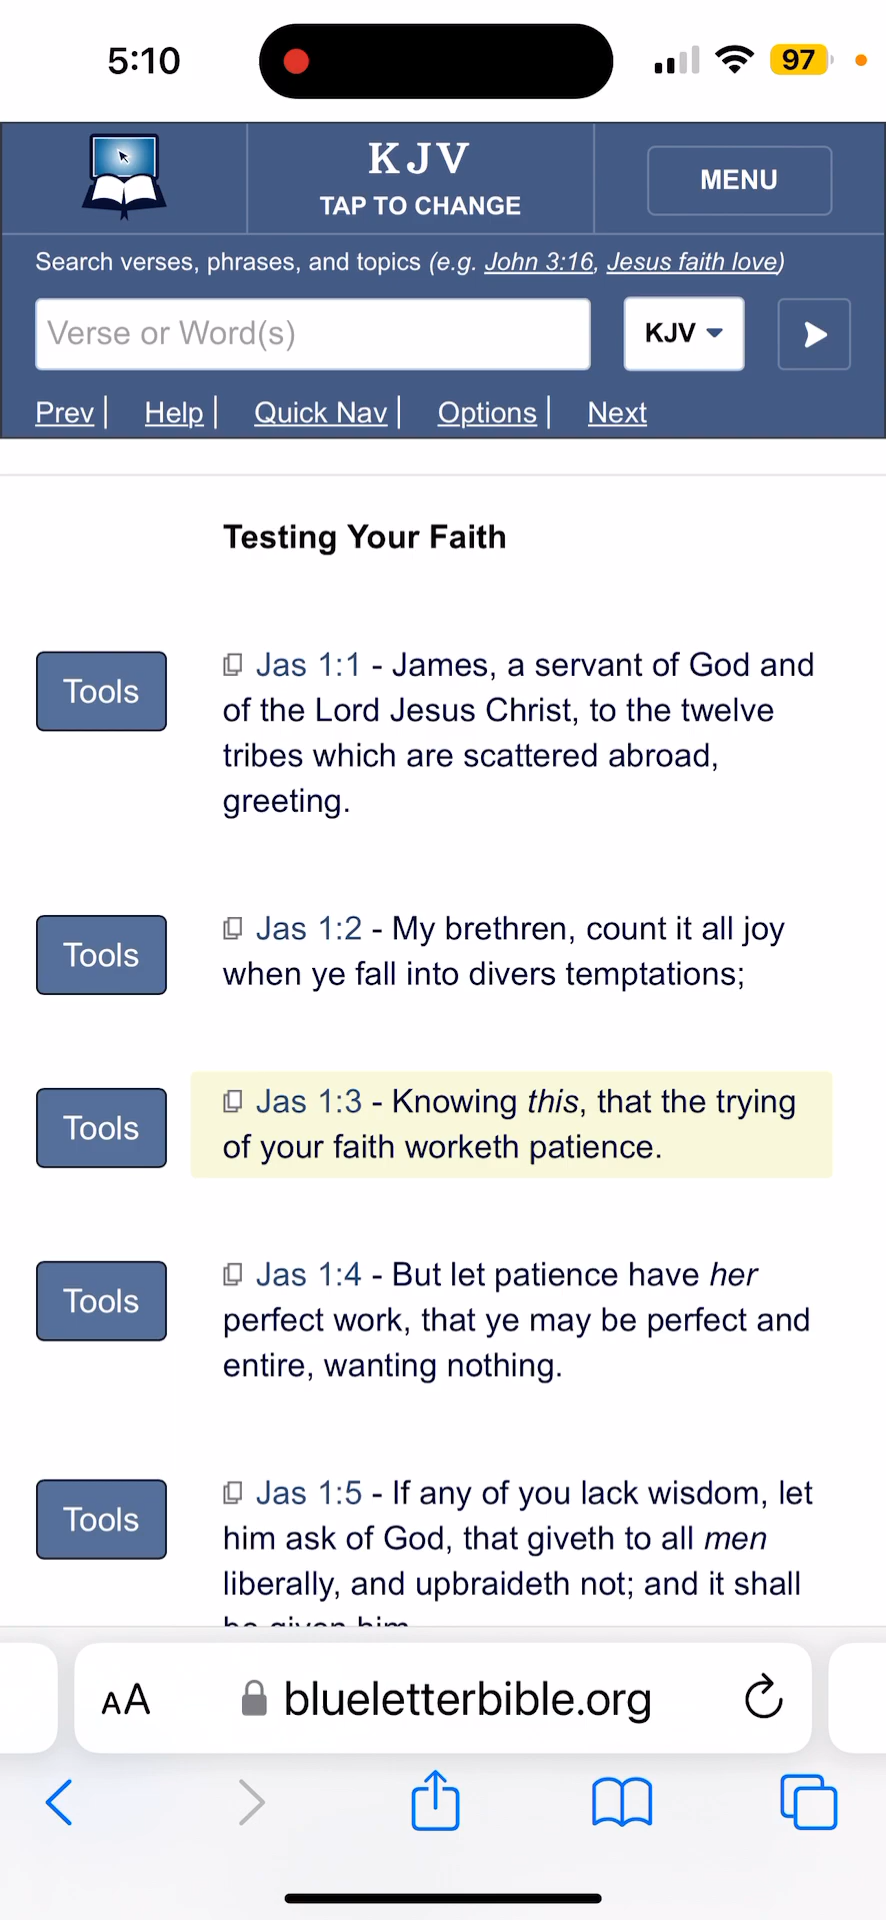 5:10
97
KJV
TAP TO CHANGE
MENU
Search verses, phrases, and topics (e.g. John 3:16, Jesus faith love)
Verse or Word(s)
KJV
Prev | Help | Quick Nav | Options | Next
Testing Your Faith
Tools
Jas 1:1 - James, a servant of God and
of the Lord Jesus Christ, to the twelve
tribes which are scattered abroad,
greeting.
Tools
Jas 1:2 - My brethren, count it all joy
when ye fall into divers temptations;
Tools
Jas 1:3 - Knowing this, that the trying
of your faith worketh patience.
Tools
Jas 1:4 - But let patience have her
perfect work, that ye may be perfect and
entire, wanting nothing.
Tools
Jas 1:5 - If any of you lack wisdom, let
him ask of God, that giveth to all men
liberally, and upbraideth not; and it shall
be given him
AA
blueletterbible.org